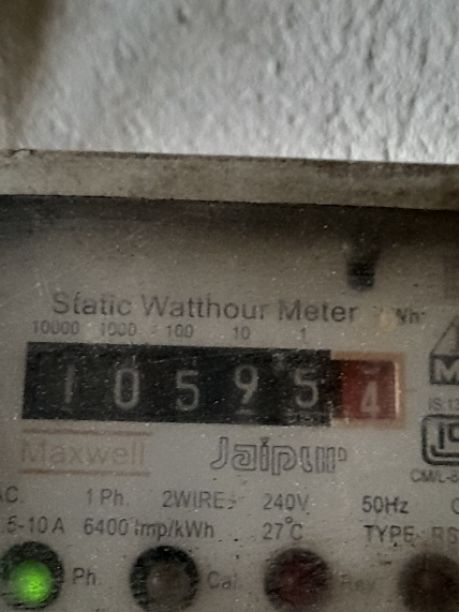 Static Watthour Meter
10000 1000 100 10 1
1 0 5 9 5 4
Maxwell Jaipur
1 Ph. 2WIRE 240V 50Hz
5-10 A 6400 Imp/kWh 27°C TYPE
Ph. Cal